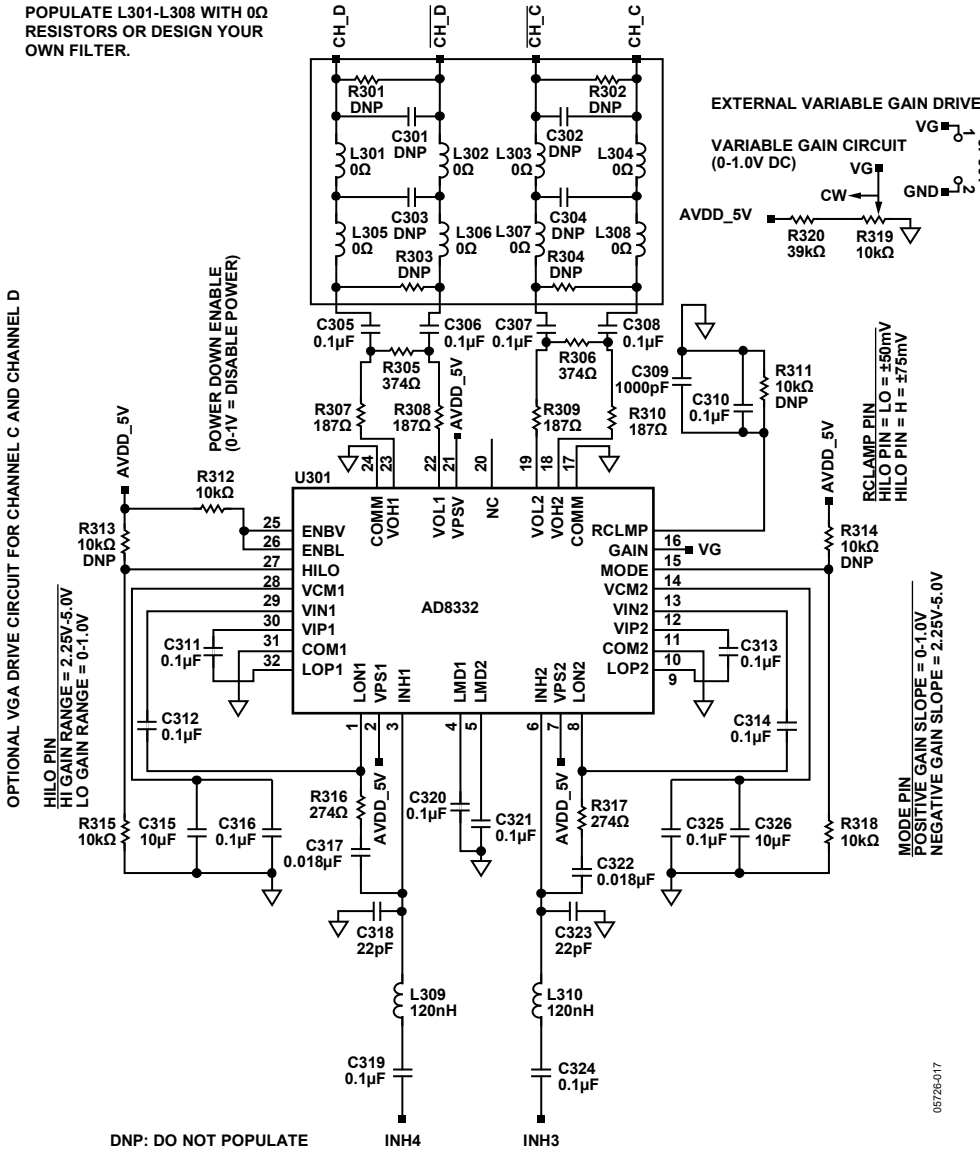 POPULATE L301-L308 WITH 0Ω
RESISTORS OR DESIGN YOUR
OWN FILTER.
CH_D
CH_D
CH_C
CH_C
R301
DNP
R302
DNP
C301
DNP
C302
DNP
L301
0Ω
L302
0Ω
L303
0Ω
L304
0Ω
C303
DNP
C304
DNP
L305
0Ω
L306
0Ω
L307
0Ω
L308
0Ω
R303
DNP
R304
DNP
EXTERNAL VARIABLE GAIN DRIVE
VG
1
2
GND
VARIABLE GAIN CIRCUIT
(0-1.0V DC)
VG
CW
AVDD_5V
R320
39kΩ
R319
10kΩ
OPTIONAL VGA DRIVE CIRCUIT FOR CHANNEL C AND CHANNEL D
POWER DOWN ENABLE
(0-1V = DISABLE POWER)
C305
0.1µF
C306
0.1µF
C307
0.1µF
C308
0.1µF
R305
374Ω
R306
374Ω
R307
187Ω
R308
187Ω
AVDD_5V
R309
187Ω
R310
187Ω
C309
1000pF
C310
0.1µF
R311
10kΩ
DNP
RCLAMP PIN
HILO PIN = LO = ±50mV
HILO PIN = H = ±75mV
AVDD_5V
R312
10kΩ
R313
10kΩ
DNP
AVDD_5V
R314
10kΩ
DNP
U301
24
23
22
21
20
19
18
17
COMM
VOH1
VOL1
VPSV
NC
VOL2
VOH2
COMM
25
ENBV
26
ENBL
27
HILO
28
VCM1
29
VIN1
30
VIP1
31
COM1
32
LOP1
AD8332
RCLMP
GAIN
16
VG
MODE
15
VCM2
14
VIN2
13
VIP2
12
COM2
11
LOP2
10
9
LON1
VPS1
INH1
LMD1
LMD2
INH2
VPS2
LON2
1
2
3
4
5
6
7
8
C311
0.1µF
C312
0.1µF
C313
0.1µF
C314
0.1µF
HILO PIN
HI GAIN RANGE = 2.25V-5.0V
LO GAIN RANGE = 0-1.0V
MODE PIN
POSITIVE GAIN SLOPE = 0-1.0V
NEGATIVE GAIN SLOPE = 2.25V-5.0V
R315
10kΩ
C315
10µF
C316
0.1µF
R316
274Ω
AVDD_5V
C317
0.018µF
C320
0.1µF
C321
0.1µF
AVDD_5V
R317
274Ω
C322
0.018µF
C325
0.1µF
C326
10µF
R318
10kΩ
C318
22pF
C323
22pF
L309
120nH
L310
120nH
C319
0.1µF
C324
0.1µF
INH4
INH3
DNP: DO NOT POPULATE
05726-017